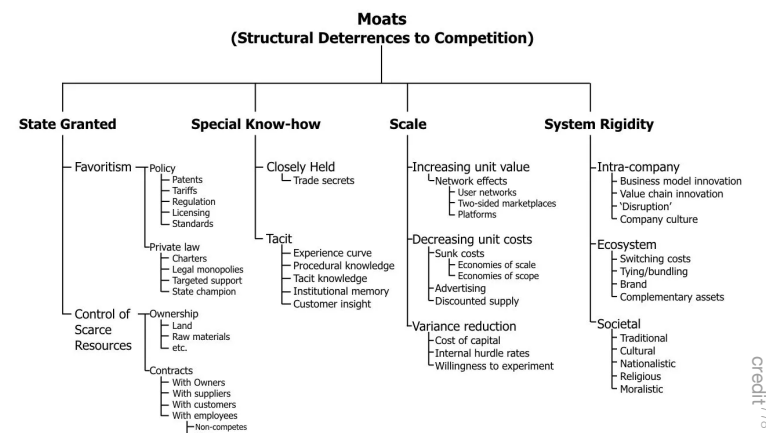 Moats
(Structural Deterrences to Competition)
State Granted
Favoritism
Policy
Patents
Tariffs
Regulation
Licensing
Standards
Private law
Charters
Legal monopolies
Targeted support
State champion
Control of
Scarce
Resources
Ownership
Land
Raw materials
etc.
Contracts
With Owners
With suppliers
With customers
With employees
Non-competes
Special Know-how
Closely Held
Trade secrets
Tacit
Experience curve
Procedural knowledge
Tacit knowledge
Institutional memory
Customer insight
Scale
Increasing unit value
Network effects
User networks
Two-sided marketplaces
Platforms
Decreasing unit costs
Sunk costs
Economies of scale
Economies of scope
Advertising
Discounted supply
Variance reduction
Cost of capital
Internal hurdle rates
Willingness to experiment
System Rigidity
Intra-company
Business model innovation
Value chain innovation
‘Disruption’
Company culture
Ecosystem
Switching costs
Tying/bundling
Brand
Complementary assets
Societal
Traditional
Cultural
Nationalistic
Religious
Moralistic
credit